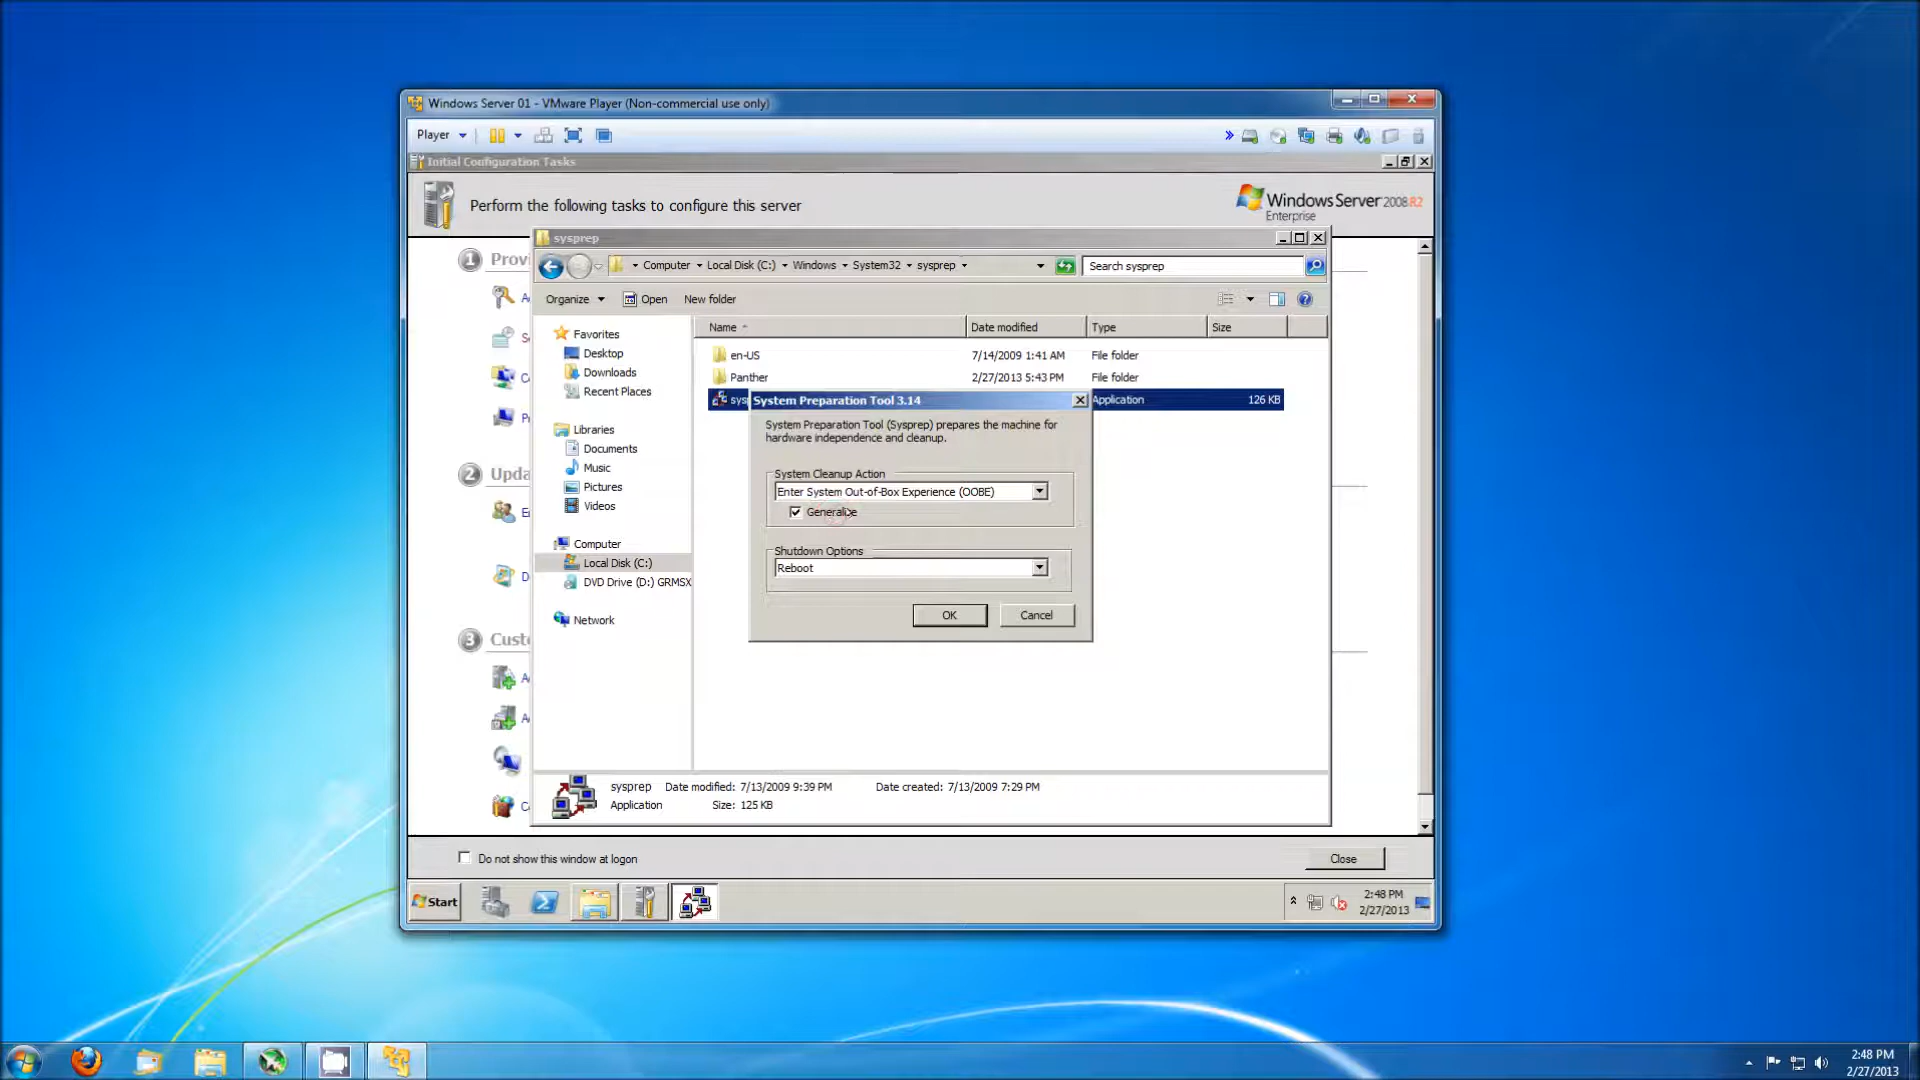 Windows Server 01 - VMware Player (Non-commercial use only)
Player
Initial Configuration Tasks
Perform the following tasks to configure this server
Windows Server 2008 R2
Enterprise
1
sysprep
Computer
Local Disk (C:)
Windows
System32
sysprep
Search sysprep
Organize
Open
New folder
Name
Date modified
Type
Size
Favorites
Desktop
Downloads
Recent Places
Libraries
Documents
Music
Pictures
Videos
Computer
Local Disk (C:)
DVD Drive (D:) GRMSX
Network
en-US 7/14/2009 1:41 AM File folder
Panther 2/27/2013 5:43 PM File folder
Application 126 KB
System Preparation Tool 3.14
System Preparation Tool (Sysprep) prepares the machine for
hardware independence and cleanup.
System Cleanup Action
Enter System Out-of-Box Experience (OOBE)
Generalize
Shutdown Options
Reboot
OK
Cancel
2
3
sysprep Date modified: 7/13/2009 9:39 PM Date created: 7/13/2009 7:29 PM
Application Size: 125 KB
Do not show this window at logon
Close
Start
2:48 PM
2/27/2013
2:48 PM
2/27/2013